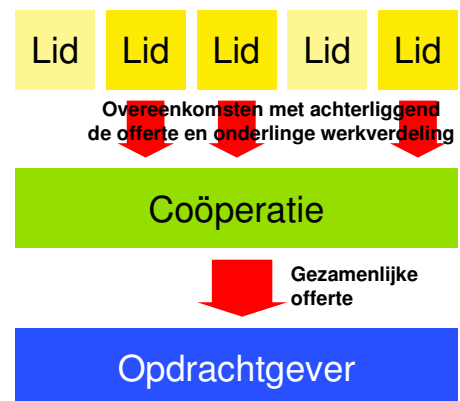 Lid Lid Lid Lid Lid
Overeenkomsten met achterliggend
de offerte en onderlinge werkverdeling
Coöperatie
Gezamenlijke
offerte
Opdrachtgever